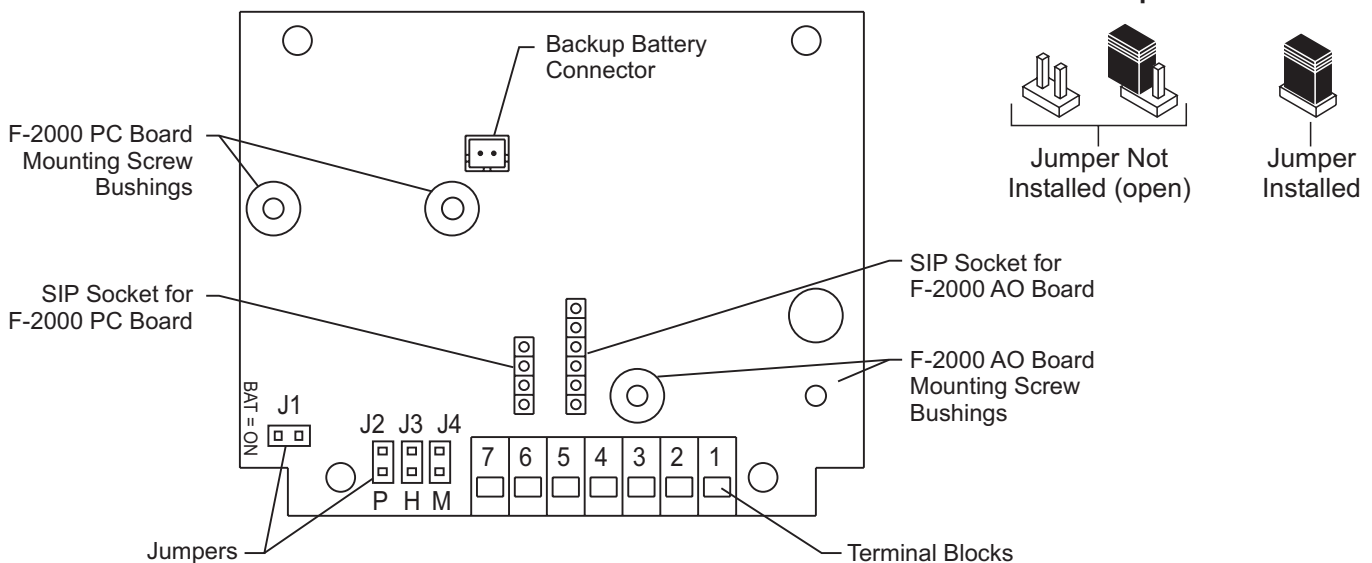 Backup Battery
Connector
F-2000 PC Board
Mounting Screw
Bushings
Jumper Not
Installed (open)
Jumper
Installed
SIP Socket for
F-2000 PC Board
SIP Socket for
F-2000 AO Board
F-2000 AO Board
Mounting Screw
Bushings
BAT = ON
J1
J2 J3 J4
P H M
7 6 5 4 3 2 1
Jumpers
Terminal Blocks